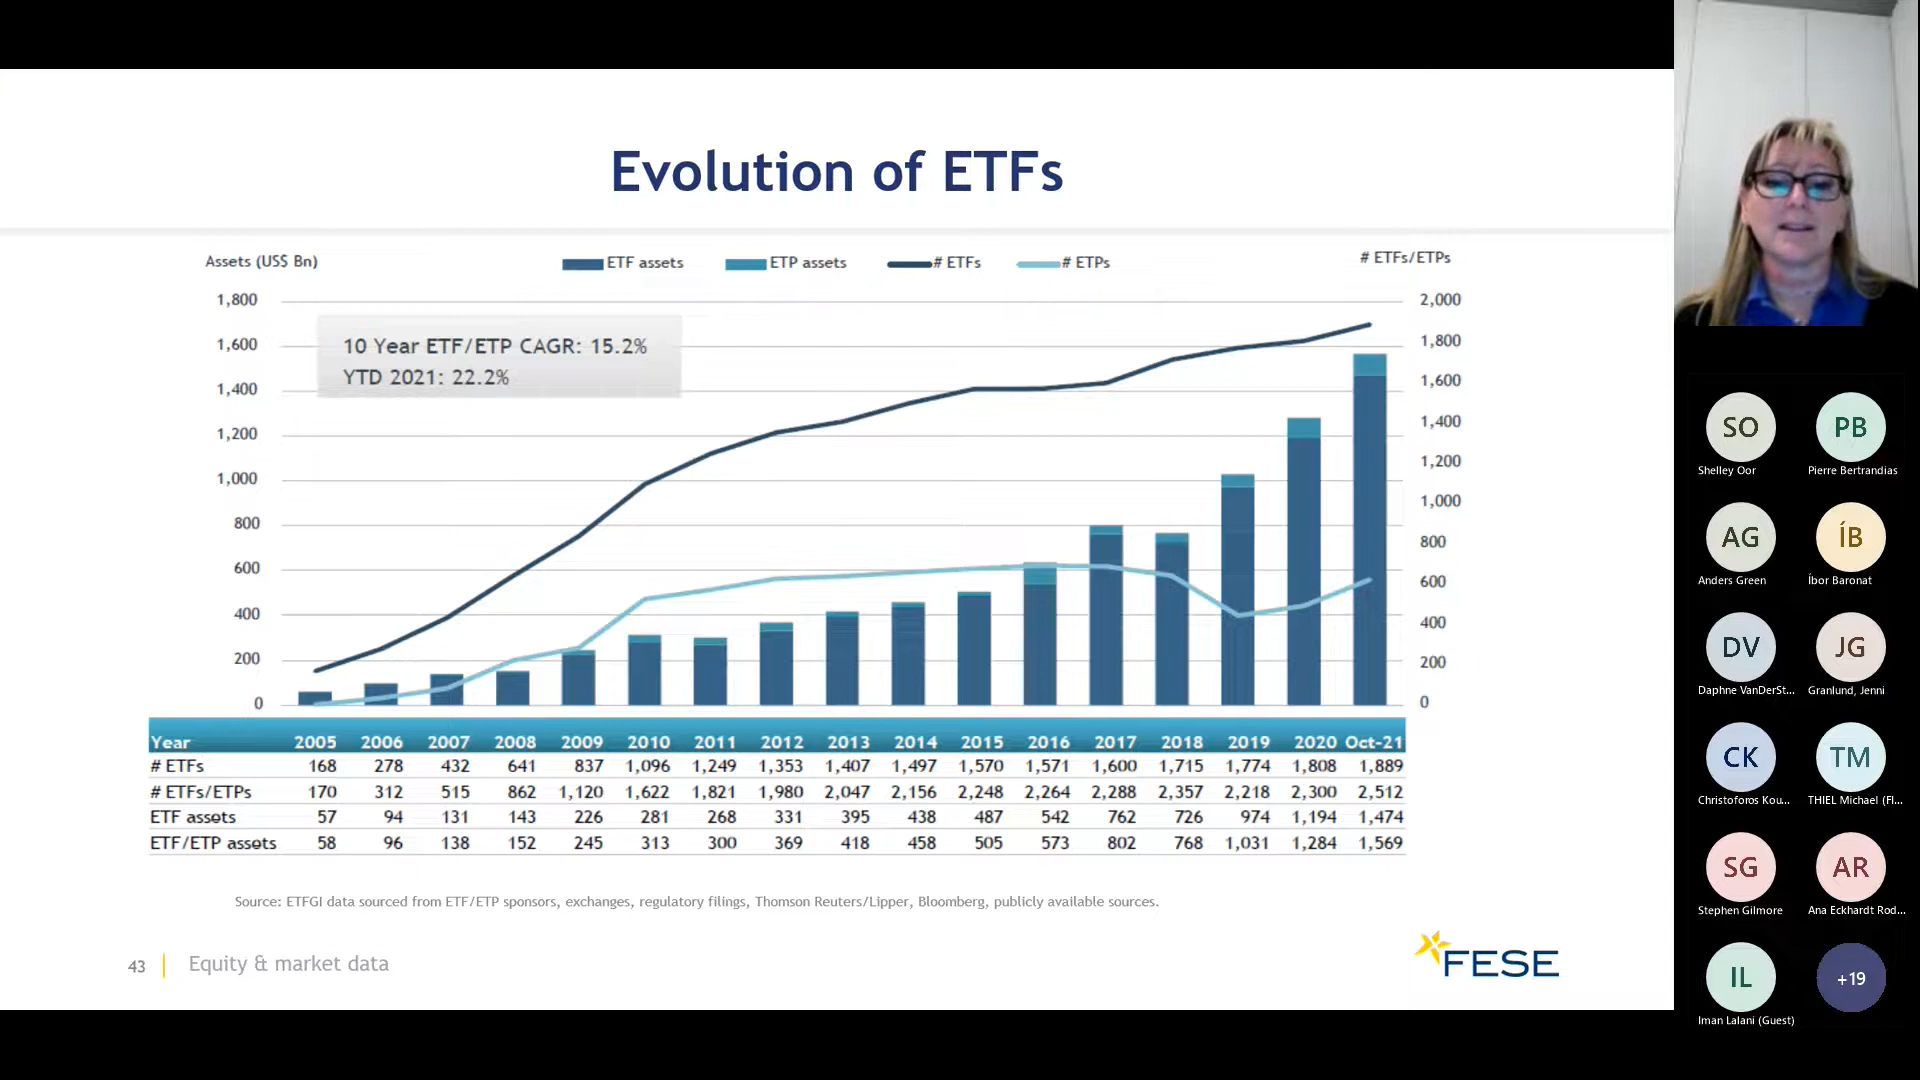 Evolution of ETFs
Assets (US$ Bn)
ETF assets
ETP assets
# ETFs
# ETPs
# ETFs/ETPs
1,800
1,600
1,400
1,200
1,000
800
600
400
200
0
10 Year ETF/ETP CAGR: 15.2%
YTD 2021: 22.2%
2,000
1,800
1,600
1,400
1,200
1,000
800
600
400
200
0
Year 2005 2006 2007 2008 2009 2010 2011 2012 2013 2014 2015 2016 2017 2018 2019 2020 Oct-21
# ETFs 168 278 432 641 837 1,096 1,249 1,353 1,407 1,497 1,570 1,571 1,600 1,715 1,774 1,808 1,889
# ETFs/ETPs 170 312 515 862 1,120 1,622 1,821 1,980 2,047 2,156 2,248 2,264 2,288 2,357 2,218 2,300 2,512
ETF assets 57 94 131 143 226 281 268 331 395 438 487 542 762 726 974 1,194 1,474
ETF/ETP assets 58 96 138 152 245 313 300 369 418 458 505 573 802 768 1,031 1,284 1,569
Source: ETFGI data sourced from ETF/ETP sponsors, exchanges, regulatory filings, Thomson Reuters/Lipper, Bloomberg, publicly available sources.
43
Equity & market data
FESE
SO
Shelley Oor
PB
Pierre Bertrandias
AG
Anders Green
ÍB
Íbor Baronat
DV
Daphne VanDerSt...
JG
Granlund, Jenni
CK
Christoforos Kou...
TM
THIEL Michael (FI...
SG
Stephen Gilmore
AR
Ana Eckhardt Rod...
IL
Iman Lalani (Guest)
+19